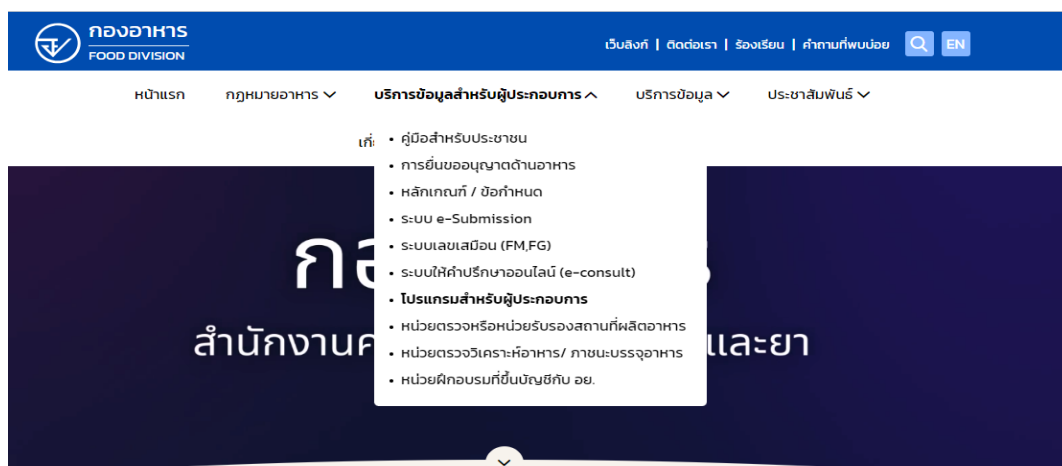 กองอาหาร
FOOD DIVISION
เว็บลิงก์ | ติดต่อเรา | ร้องเรียน | คำถามที่พบบ่อย EN
หน้าแรก กฎหมายอาหาร บริการข้อมูลสำหรับผู้ประกอบการ บริการข้อมูล ประชาสัมพันธ์
• คู่มือสำหรับประชาชน
• การยื่นขออนุญาตด้านอาหาร
• หลักเกณฑ์ / ข้อกำหนด
• ระบบ e-Submission
• ระบบเลขเสมือน (FM,FG)
• ระบบให้คำปรึกษาออนไลน์ (e-consult)
• โปรแกรมสำหรับผู้ประกอบการ
• หน่วยตรวจหรือหน่วยรับรองสถานที่ผลิตอาหาร
• หน่วยตรวจวิเคราะห์อาหาร/ ภาชนะบรรจุอาหาร
• หน่วยฝึกอบรมที่ขึ้นบัญชีกับ อย.